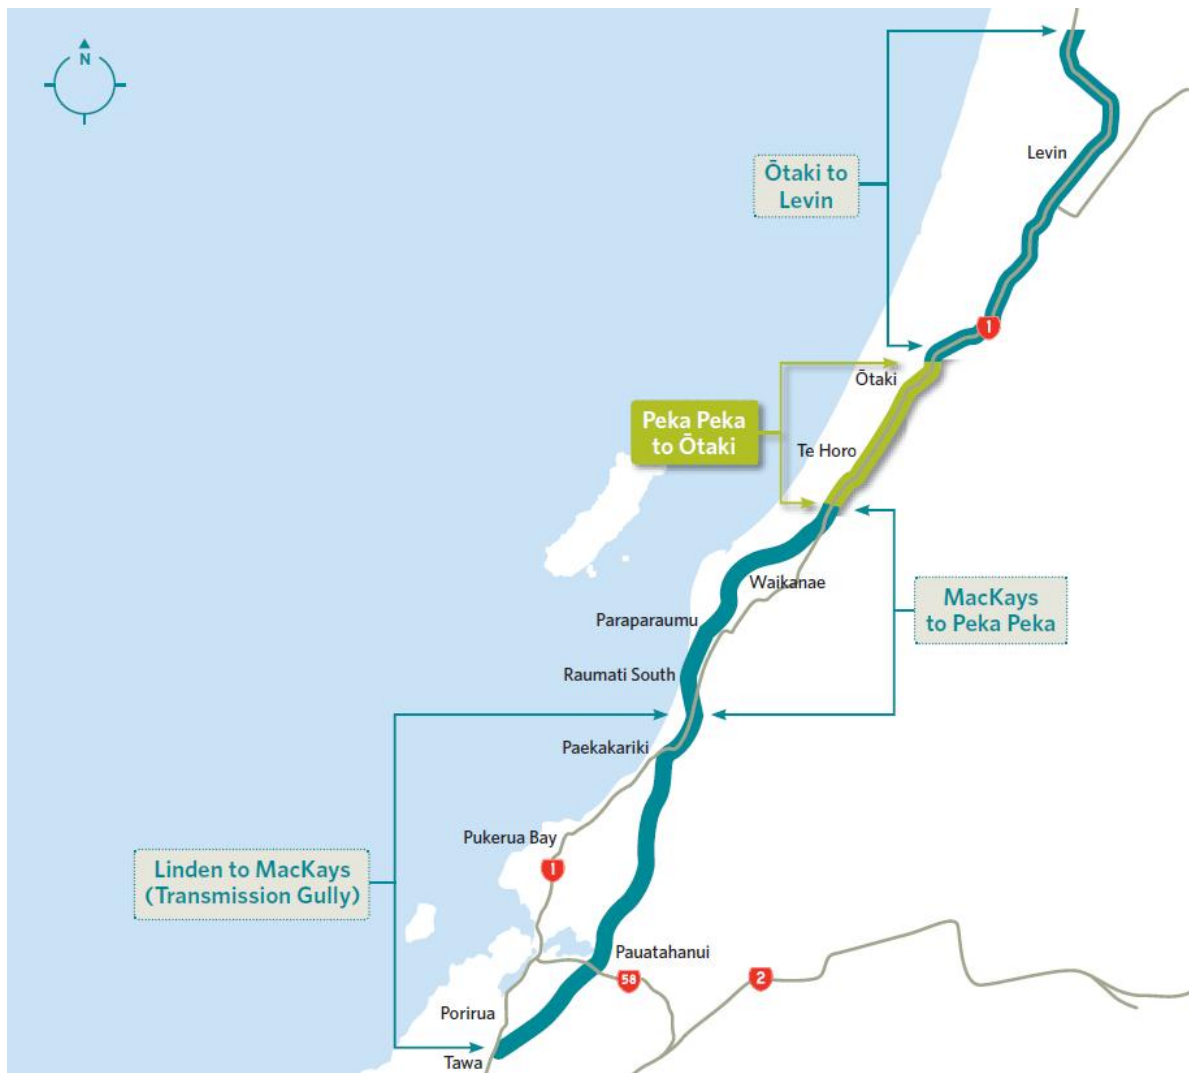 N
Levin
Ōtaki to
Levin
1
Ōtaki
Peka Peka
to Ōtaki
Te Horo
Waikanae
MacKays
to Peka Peka
Paraparaumu
Raumati South
Paekakariki
Pukerua Bay
1
Linden to MacKays
(Transmission Gully)
Pauatahanui
58
2
Porirua
Tawa